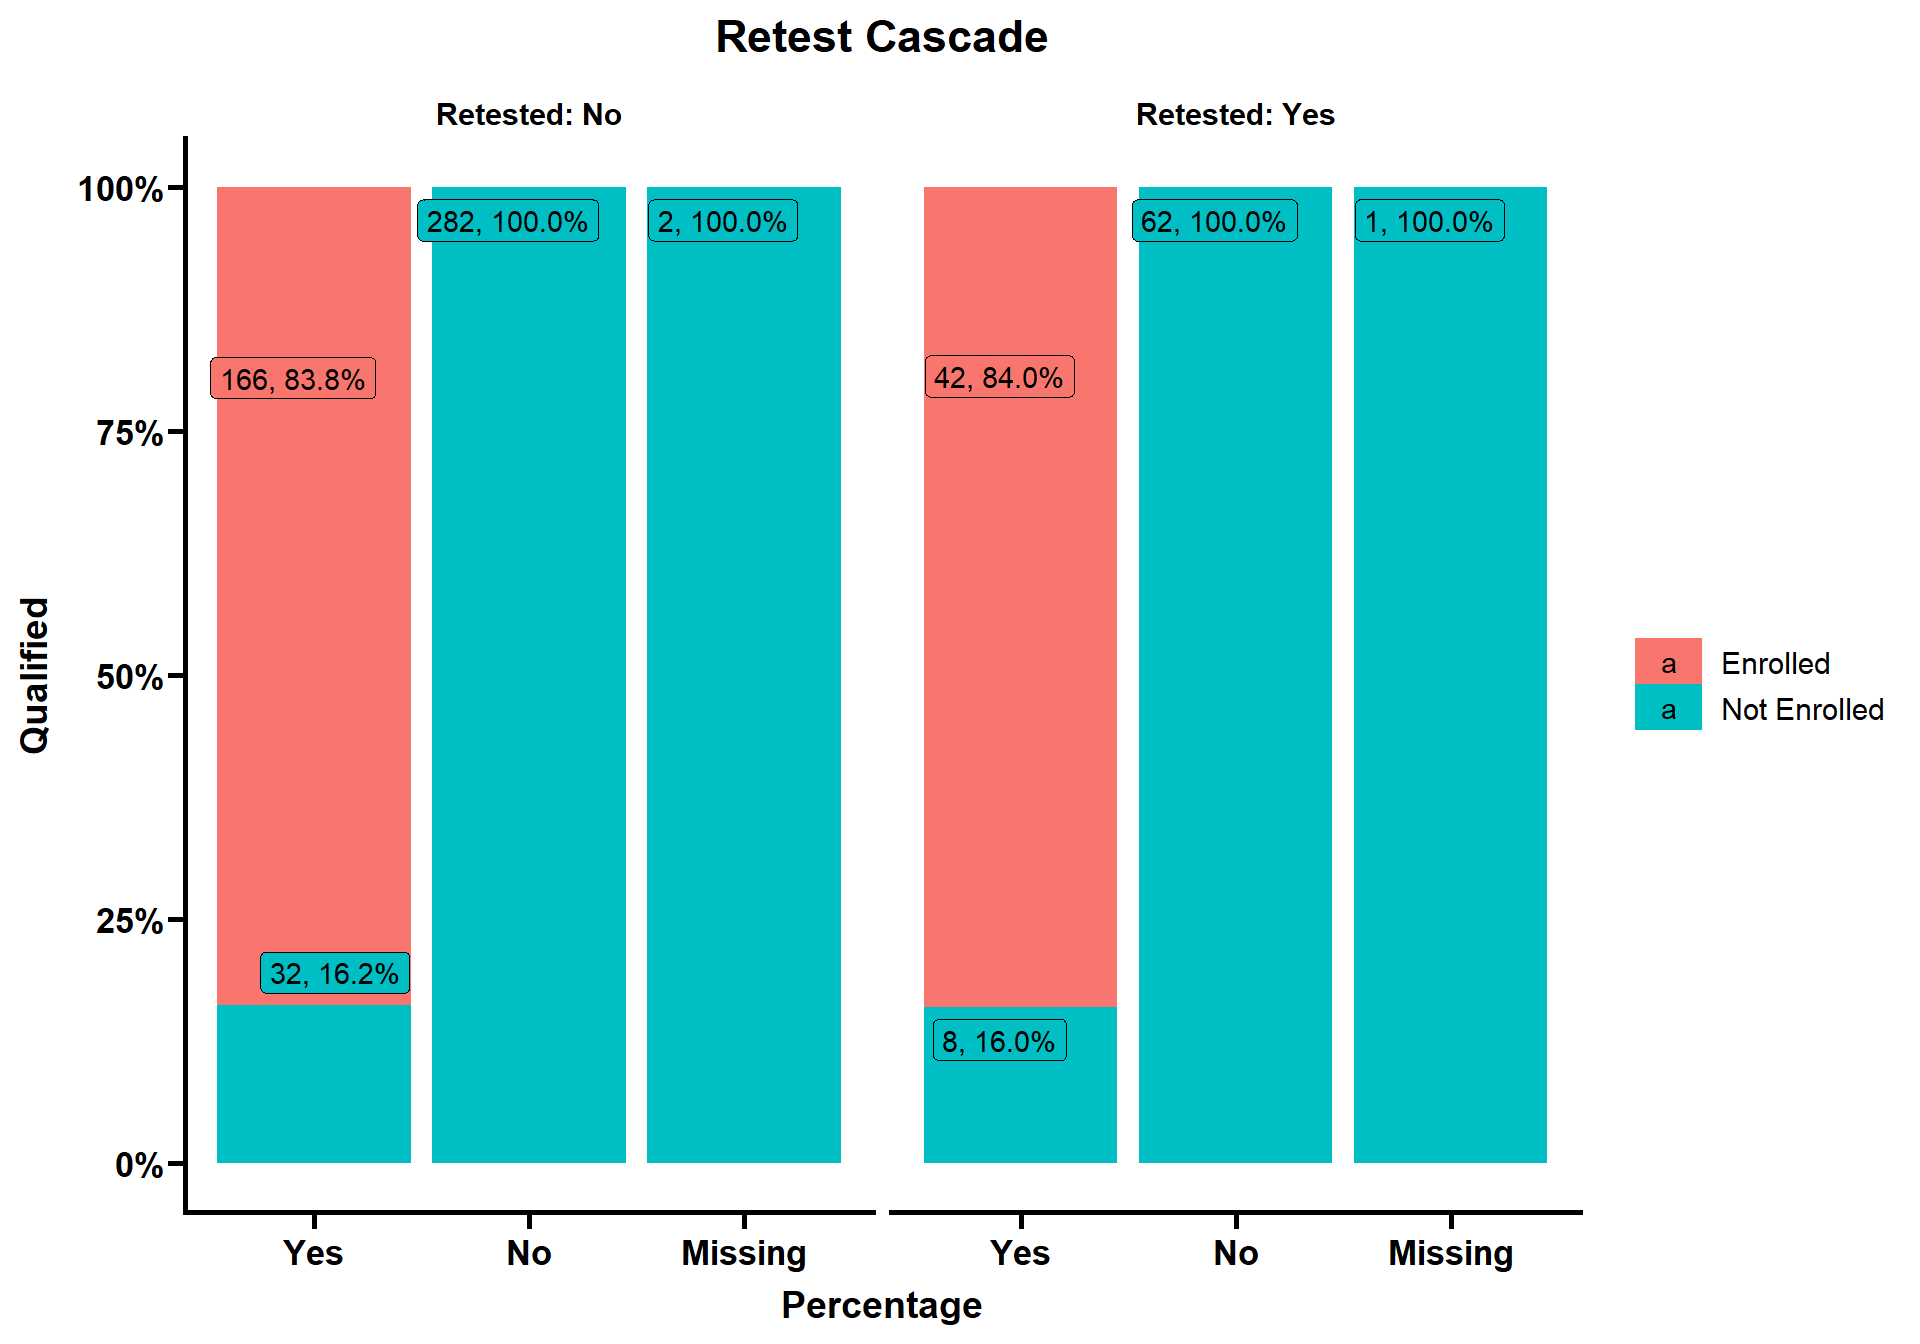 Retest Cascade
Retested: No
Retested: Yes
100%
75%
50%
25%
0%
Qualified
166, 83.8%
32, 16.2%
282, 100.0%
2, 100.0%
42, 84.0%
8, 16.0%
62, 100.0%
1, 100.0%
Yes
No
Missing
Yes
No
Missing
Percentage
a Enrolled
a Not Enrolled